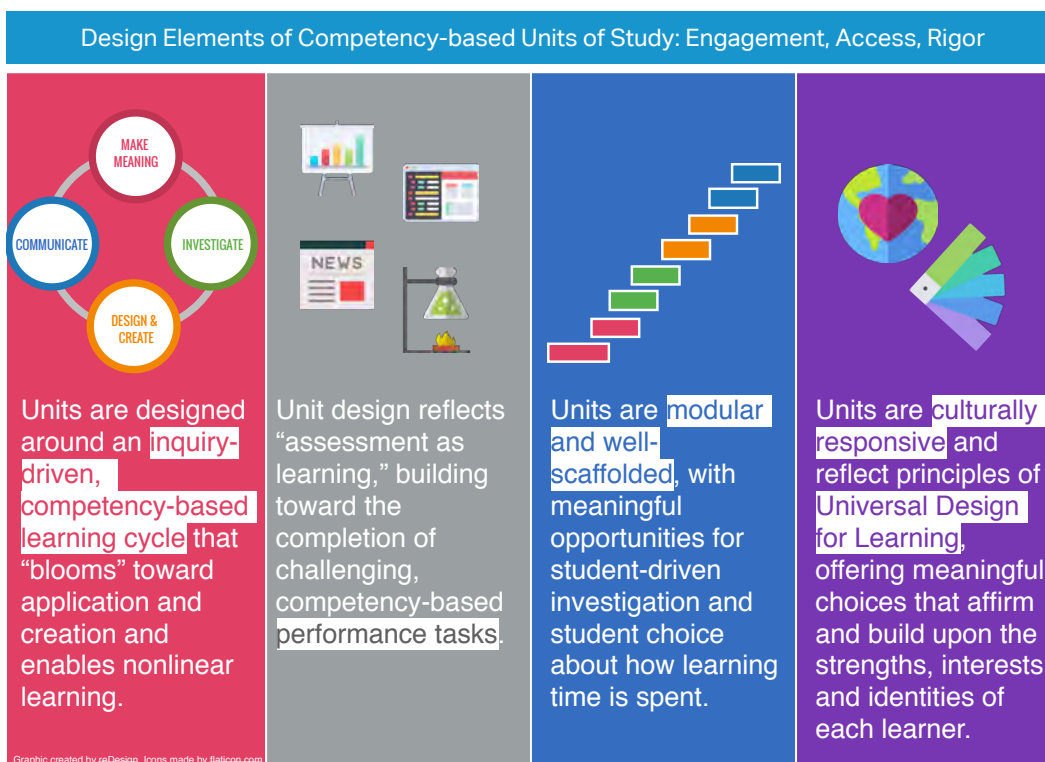 Design Elements of Competency-based Units of Study: Engagement, Access, Rigor
MAKE
MEANING
COMMUNICATE
INVESTIGATE
DESIGN &
CREATE
Units are designed
around an inquiry-
driven,
competency-based
learning cycle that
“blooms” toward
application and
creation and
enables nonlinear
learning.
Graphic created by reDesign. Icons made by flaticon.com
NEWS
Unit design reflects
“assessment as
learning,” building
toward the
completion of
challenging,
competency-based
performance tasks.
Units are modular
and well-
scaffolded, with
meaningful
opportunities for
student-driven
investigation and
student choice
about how learning
time is spent.
Units are culturally
responsive and
reflect principles of
Universal Design
for Learning,
offering meaningful
choices that affirm
and build upon the
strengths, interests
and identities of
each learner.